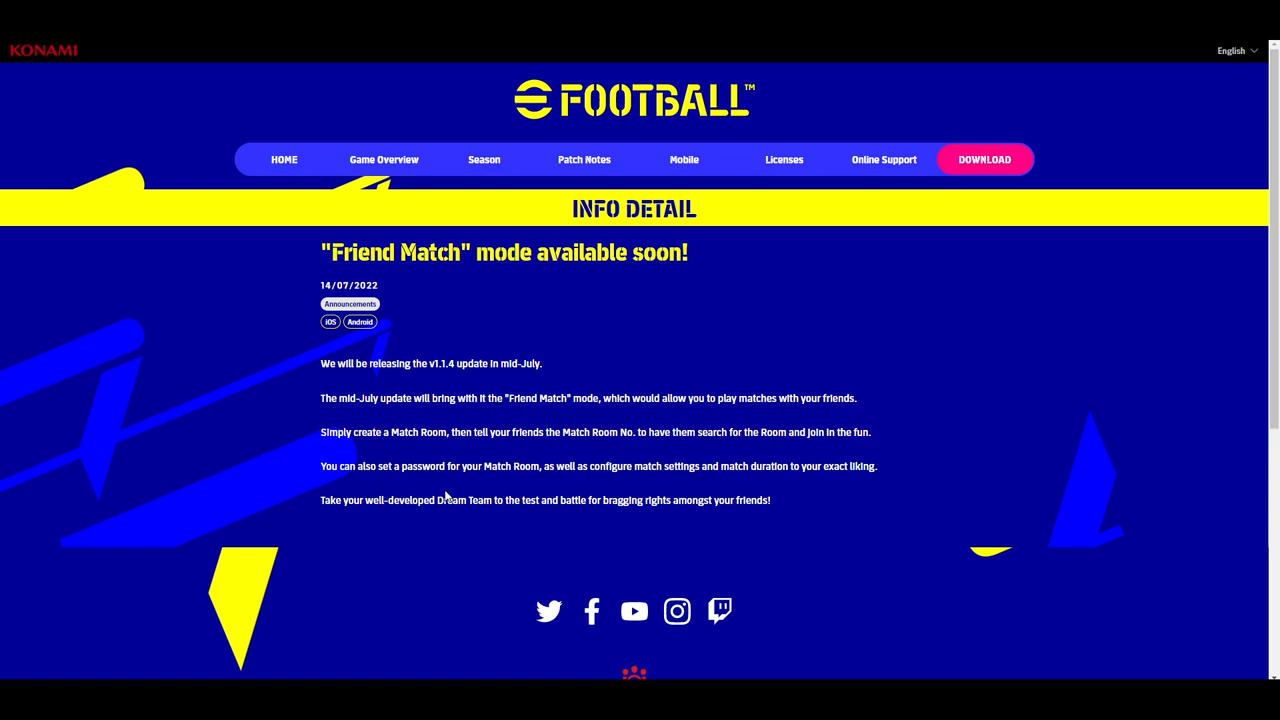 KONAMI
English
FOOTBALL™
HOME Game Overview Season Patch Notes Mobile Licenses Online Support DOWNLOAD
INFO DETAIL
"Friend Match" mode available soon!
14/07/2022
Announcements
iOS Android
We will be releasing the v1.1.4 update in mid-July.
The mid-July update will bring with it the "Friend Match" mode, which would allow you to play matches with your friends.
Simply create a Match Room, then tell your friends the Match Room No. to have them search for the Room and join in the fun.
You can also set a password for your Match Room, as well as configure match settings and match duration to your exact liking.
Take your well-developed Dream Team to the test and battle for bragging rights amongst your friends!